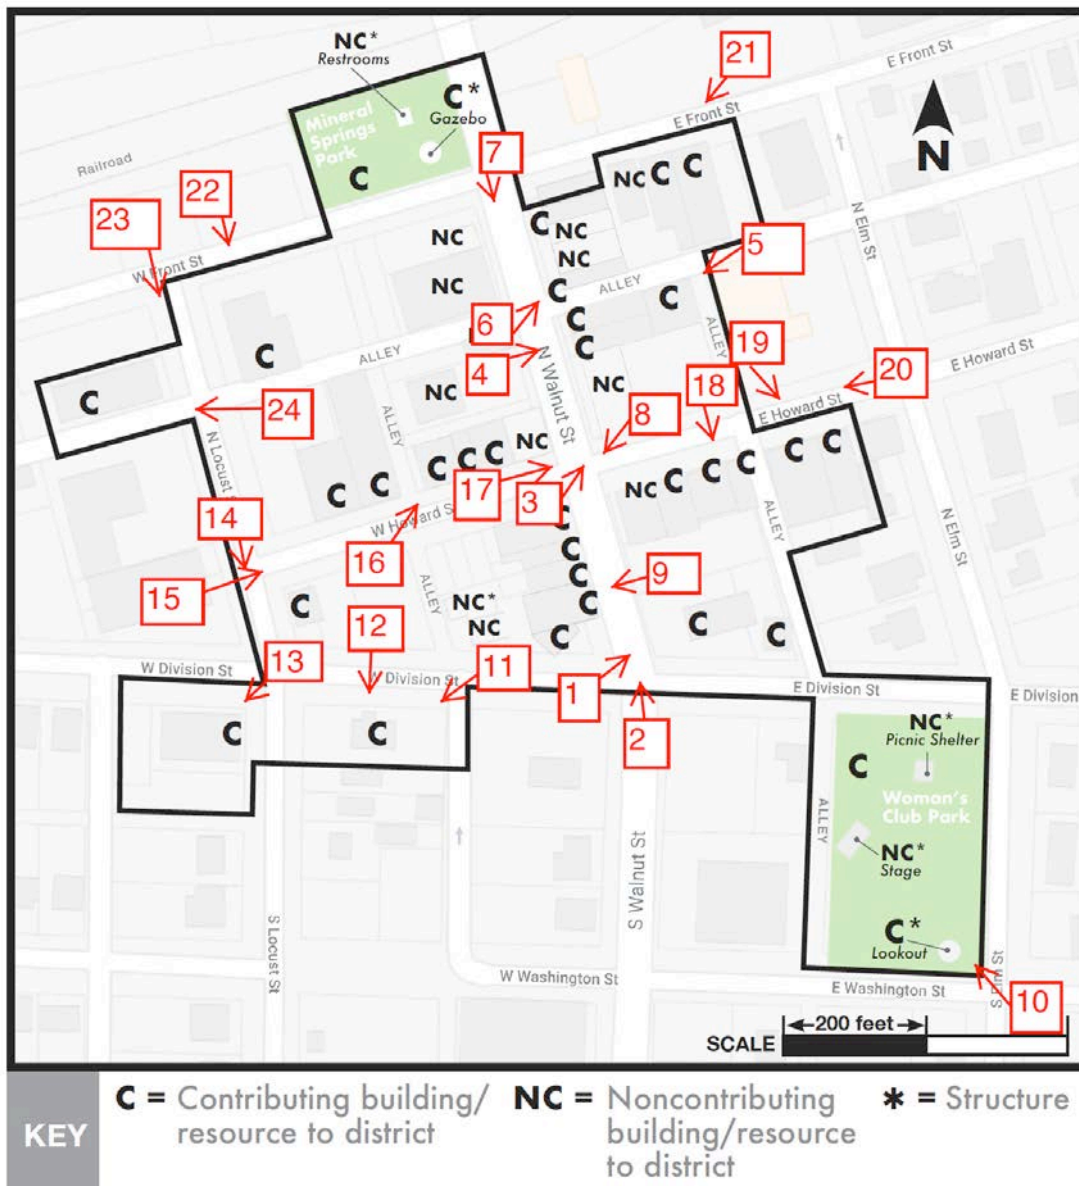 NC*
Restrooms
C*
Gazebo
Mineral
Springs
Park
C
Railroad
21
E Front St
E Front St
N
7
22
23
W Front St
NC
C
C
NC
C
NC
NC
NC
C
5
N Elm St
ALLEY
C
C
6
C
C
ALLEY
4
N Walnut St
ALLEY
19
E Howard St
20
18
C
NC
NC
24
ALLEY
8
E Howard St
C
N Locust S
C
C
C
C
C
NC
17
3
C
C
C
C
C
NC
14
W Howard S
16
C
C
C
C
ALLEY
N Elm St
15
9
C
12
ALLEY
NC*
NC
C
C
C
W Division St
13
W Division St
11
1
2
E Division St
E Division
C
C
NC*
Picnic Shelter
C
Woman's
Club Park
ALLEY
NC*
Stage
S Walnut St
C*
Lookout
S Locust St
W Washington St
E Washington St
S Elm St
10
200 feet
SCALE
KEY
C = Contributing building/
resource to district
NC = Noncontributing
building/resource
to district
* = Structure